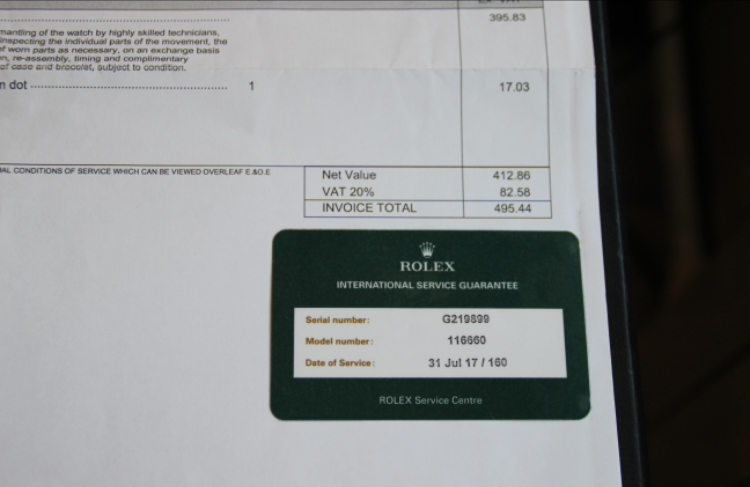 395.83
mantling of the watch by highly skilled technicians,
inspecting the individual parts of the movement, the
of worn parts as necessary, on an exchange basis
on, re-assembly, timing and complimentary
of case and bracelet, subject to condition.
n dot 1 17.03
AL CONDITIONS OF SERVICE WHICH CAN BE VIEWED OVERLEAF E.&O.E
Net Value 412.86
VAT 20% 82.58
INVOICE TOTAL 495.44
ROLEX
INTERNATIONAL SERVICE GUARANTEE
Serial number: G219899
Model number: 116660
Date of Service: 31 Jul 17 / 160
ROLEX Service Centre